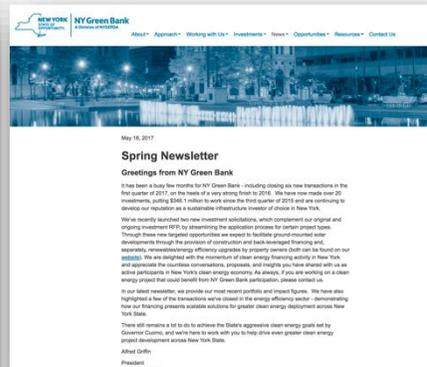 NEW YORK
STATE OF
OPPORTUNITY.
NY Green Bank
A Division of NYSERDA
About Approach Working with Us Investments News Opportunities Resources Contact Us
May 18, 2017
Spring Newsletter
Greetings from NY Green Bank
It has been a busy few months for NY Green Bank - including closing six new transactions in the
first quarter of 2017, on the heels of a very strong finish to 2016. We have now made over 20
investments, putting $346.1 million to work since the third quarter of 2015 and are continuing to
develop our reputation as a sustainable infrastructure investor of choice in New York.
We've recently launched two new investment solicitations, which complement our original and
ongoing investment RFP, by streamlining the application process for certain project types.
Through these new targeted opportunities we expect to facilitate ground-mounted solar
developments through the provision of construction and back-leveraged financing and,
separately, renewables/energy efficiency upgrades by property owners (both can be found on our
website). We are delighted with the momentum of clean energy financing activity in New York
and appreciate the countless conversations, proposals, and insights you have shared with us as
active participants in New York's clean energy economy. As always, if you are working on a clean
energy project that could benefit from NY Green Bank participation, please contact us.
In our latest newsletter, we provide our most recent portfolio and impact figures. We have also
highlighted a few of the transactions we've closed in the energy efficiency sector - demonstrating
how our financing presents scalable solutions for greater clean energy deployment across New
York State.
There still remains a lot to do to achieve the State's aggressive clean energy goals set by
Governor Cuomo, and we're here to work with you to help drive even greater clean energy
project development across New York State.
Alfred Griffin
President